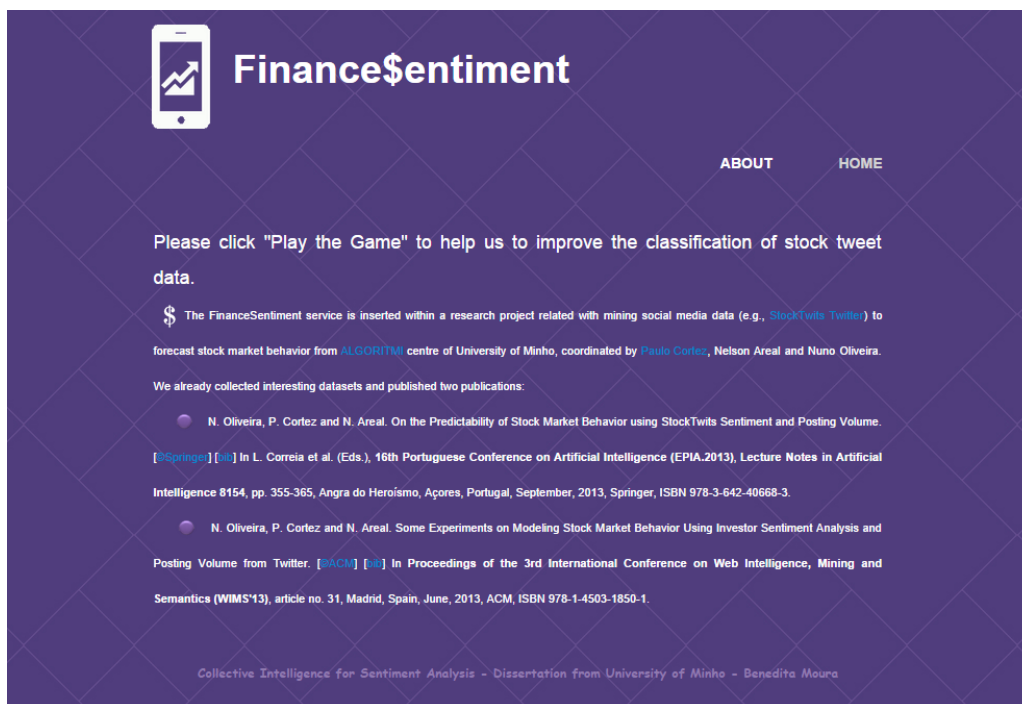 Finance$entiment
ABOUT HOME
Please click "Play the Game" to help us to improve the classification of stock tweet
data.
$ The FinanceSentiment service is inserted within a research project related with mining social media data (e.g., StockTwits Twitter) to
forecast stock market behavior from ALGORITMI centre of University of Minho, coordinated by Paulo Cortez, Nelson Areal and Nuno Oliveira.
We already collected interesting datasets and published two publications:
N. Oliveira, P. Cortez and N. Areal. On the Predictability of Stock Market Behavior using StockTwits Sentiment and Posting Volume.
[©Springer] [bib] In L. Correia et al. (Eds.), 16th Portuguese Conference on Artificial Intelligence (EPIA.2013), Lecture Notes in Artificial
Intelligence 8154, pp. 355-365, Angra do Heroísmo, Açores, Portugal, September, 2013, Springer, ISBN 978-3-642-40668-3.
N. Oliveira, P. Cortez and N. Areal. Some Experiments on Modeling Stock Market Behavior Using Investor Sentiment Analysis and
Posting Volume from Twitter. [©ACM] [bib] In Proceedings of the 3rd International Conference on Web Intelligence, Mining and
Semantics (WIMS'13), article no. 31, Madrid, Spain, June, 2013, ACM, ISBN 978-1-4503-1850-1.
Collective Intelligence for Sentiment Analysis - Dissertation from University of Minho - Benedita Moura